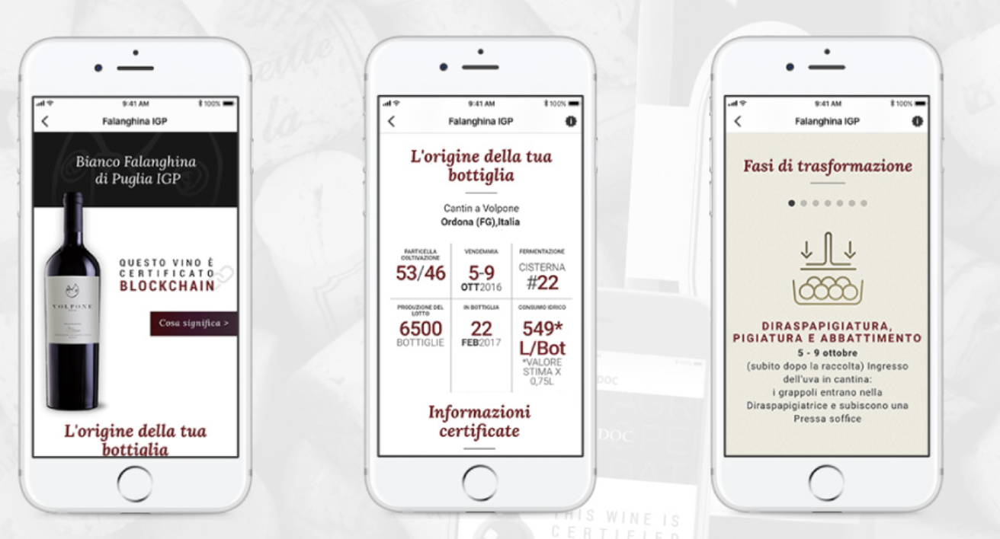 9:41 AM
100%
Falanghina IGP
Bianco Falanghina
di Puglia IGP
QUESTO VINO È
CERTIFICATO
BLOCKCHAIN
VOLPONE
Cosa significa >
L'origine della tua
bottiglia
9:41 AM
100%
Falanghina IGP
L'origine della tua
bottiglia
Cantin a Volpone
Ordona (FG),Italia
PARTICELLA
COLTIVAZIONE
53/46
VENDEMMIA
5-9
OTT2016
FERMENTAZIONE
CISTERNA
#22
PRODUZIONE DEL
LOTTO
6500
BOTTIGLIE
IN BOTTIGLIA
22
FEB2017
CONSUMO IDRICO
549*
L/Bot
*VALORE
STIMA X
0,75L
Informazioni
certificate
9:41 AM
100%
Falanghina IGP
Fasi di trasformazione
DIRASPAPIGIATURA,
PIGIATURA E ABBATTIMENTO
5 - 9 ottobre
(subito dopo la raccolta) Ingresso
dell'uva in cantina:
i grappoli entrano nella
Diraspapigiatrice e subiscono una
Pressa soffice
DOC
DOC
THIS WINE IS
CERTIFIED